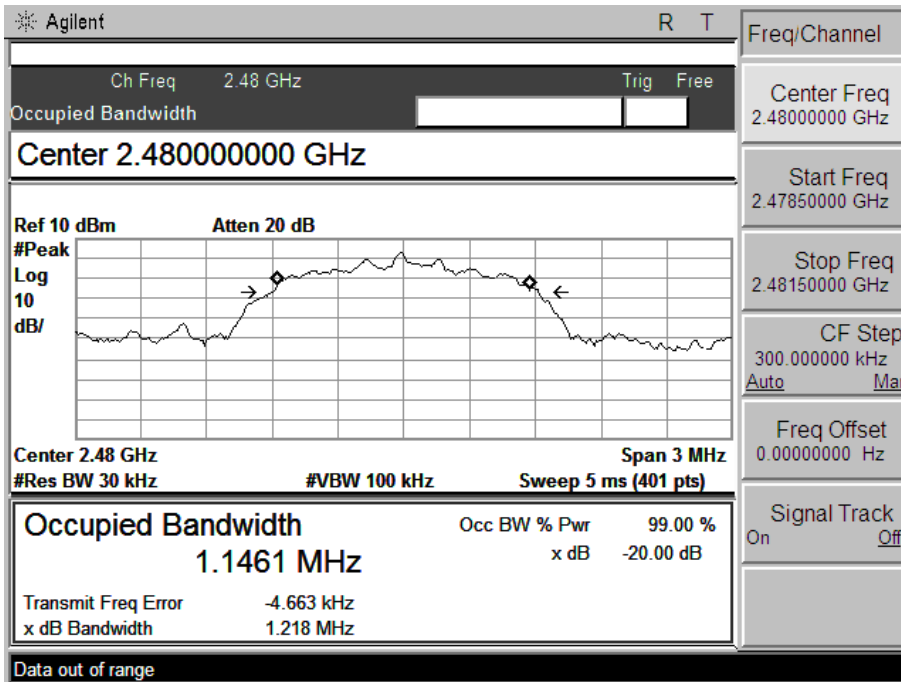 Agilent R T
Ch Freq 2.48 GHz Trig Free
Occupied Bandwidth
Center 2.480000000 GHz
Ref 10 dBm Atten 20 dB
#Peak
Log
10
dB/
Center 2.48 GHz Span 3 MHz
#Res BW 30 kHz #VBW 100 kHz Sweep 5 ms (401 pts)
Occupied Bandwidth Occ BW % Pwr 99.00 %
1.1461 MHz x dB -20.00 dB
Transmit Freq Error -4.663 kHz
x dB Bandwidth 1.218 MHz
Data out of range
Freq/Channel
Center Freq
2.48000000 GHz
Start Freq
2.47850000 GHz
Stop Freq
2.48150000 GHz
CF Step
300.000000 kHz
Auto Ma
Freq Offset
0.00000000 Hz
Signal Track
On Off